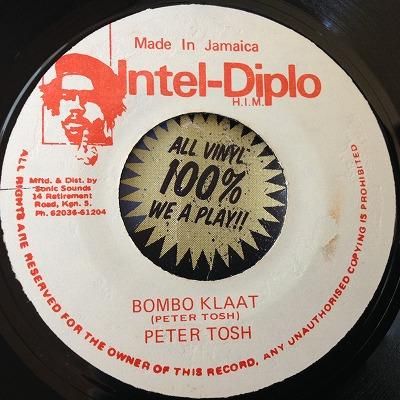 Made In Jamaica
Intel-Diplo
H.I.M.
Mftd. & Dist. by
Sonic Sounds
14 Retirement
Road, Kgn. 5.
Ph. 62036-61204
ALL VINYL
100%
WE A PLAY!!
BOMBO KLAAT
(PETER TOSH)
PETER TOSH
ALL RIGHTS ARE RESERVED FOR THE OWNER OF THIS RECORD, ANY UNAUTHORISED COPYING IS PROHIBITED